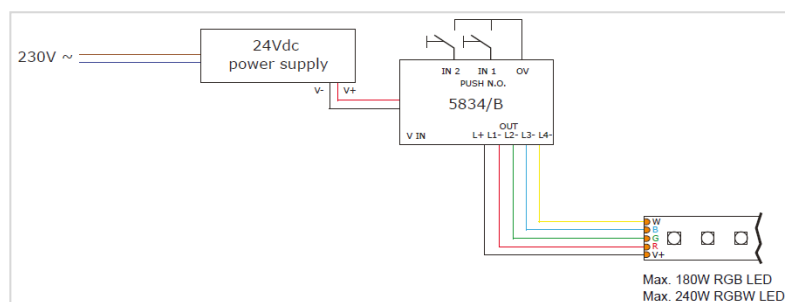 230V ~
24Vdc
power supply
V- V+
IN 2 IN 1 OV
PUSH N.O.
5834/B
OUT
V IN L+ L1- L2- L3- L4-
W
B
G
R
V+
Max. 180W RGB LED
Max. 240W RGBW LED